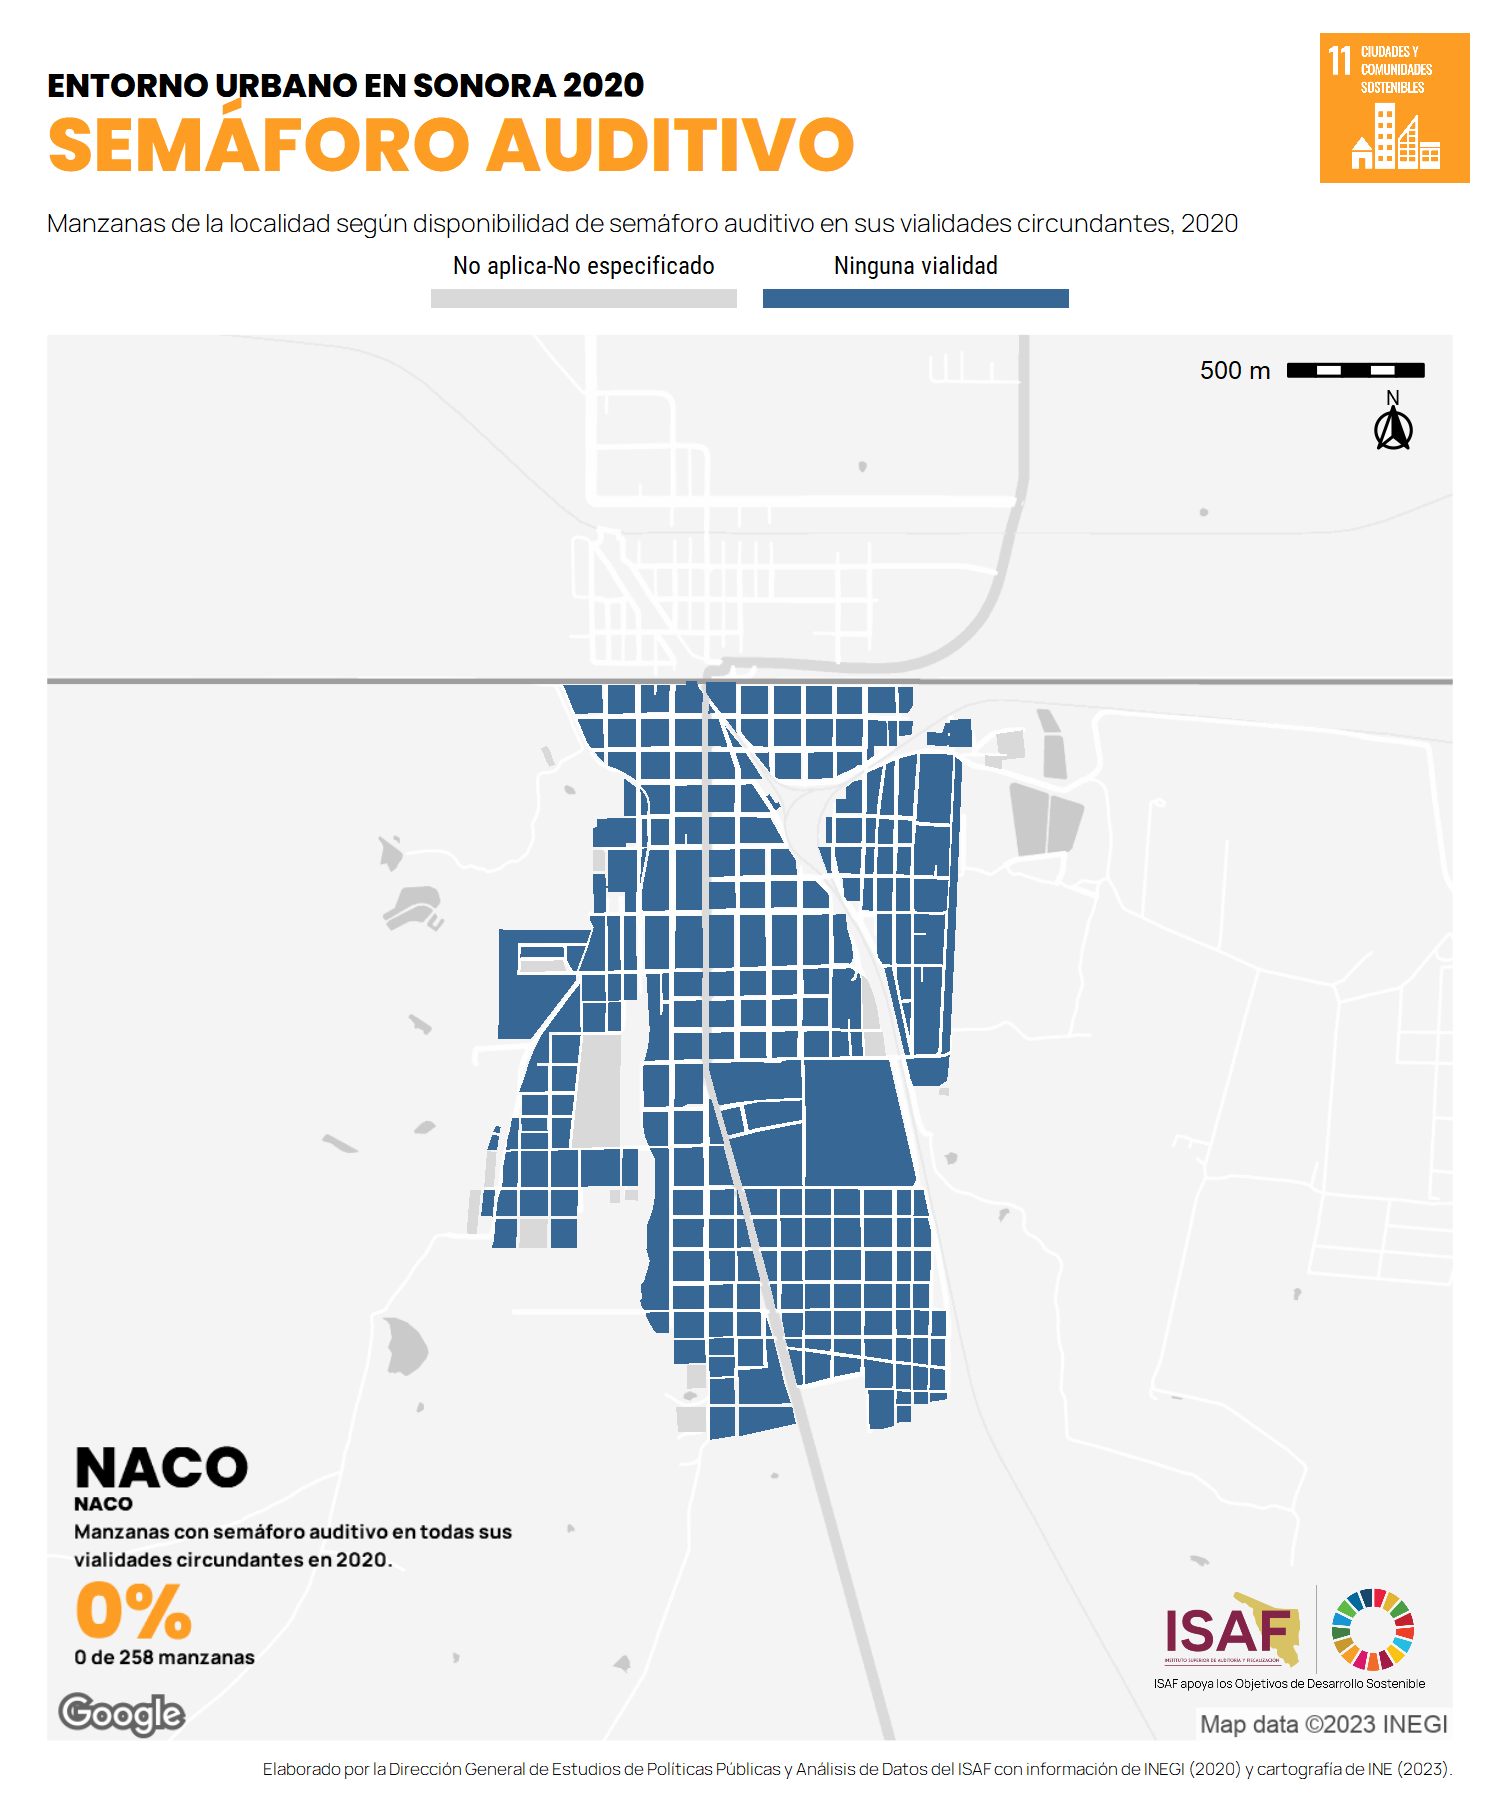 ENTORNO URBANO EN SONORA 2020
SEMÁFORO AUDITIVO
11 CIUDADES Y
COMUNIDADES
SOSTENIBLES
Manzanas de la localidad según disponibilidad de semáforo auditivo en sus vialidades circundantes, 2020
No aplica-No especificado
Ninguna vialidad
500 m
N
NACO
NACO
Manzanas con semáforo auditivo en todas sus
vialidades circundantes en 2020.
0%
0 de 258 manzanas
ISAF
INSTITUTO SUPERIOR DE AUDITORÍA Y FISCALIZACIÓN
ISAF apoya los Objetivos de Desarrollo Sostenible
Google
Map data ©2023 INEGI
Elaborado por la Dirección General de Estudios de Políticas Públicas y Análisis de Datos del ISAF con información de INEGI (2020) y cartografía de INE (2023).